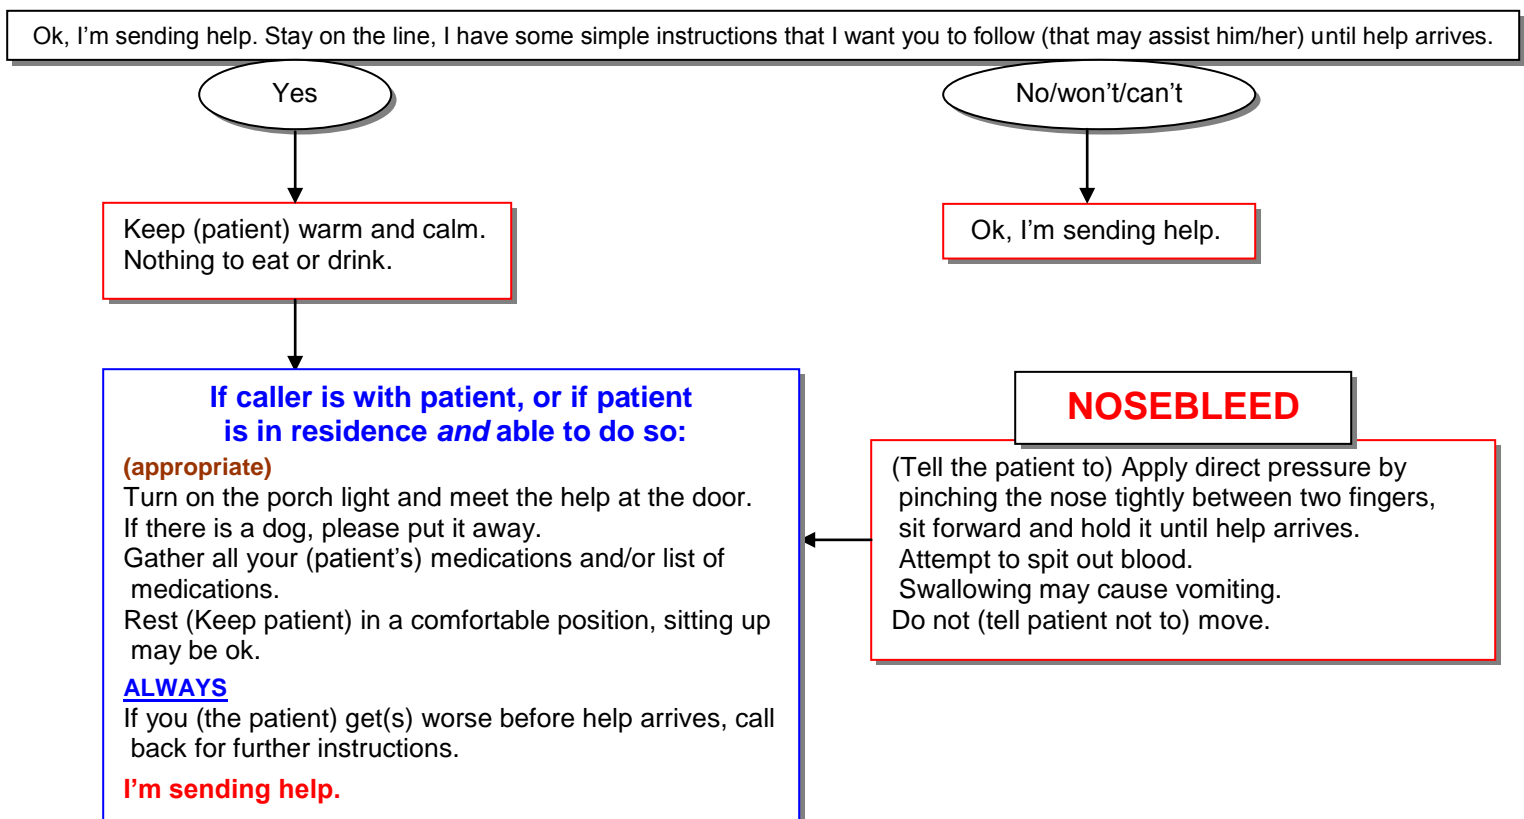 Ok, I'm sending help. Stay on the line, I have some simple instructions that I want you to follow (that may assist him/her) until help arrives.
Yes
No/won't/can't
Keep (patient) warm and calm.
Nothing to eat or drink.
Ok, I'm sending help.
If caller is with patient, or if patient
is in residence and able to do so:
(appropriate)
Turn on the porch light and meet the help at the door.
If there is a dog, please put it away.
Gather all your (patient's) medications and/or list of
medications.
Rest (Keep patient) in a comfortable position, sitting up
may be ok.
ALWAYS
If you (the patient) get(s) worse before help arrives, call
back for further instructions.
I'm sending help.
NOSEBLEED
(Tell the patient to) Apply direct pressure by
pinching the nose tightly between two fingers,
sit forward and hold it until help arrives.
Attempt to spit out blood.
Swallowing may cause vomiting.
Do not (tell patient not to) move.